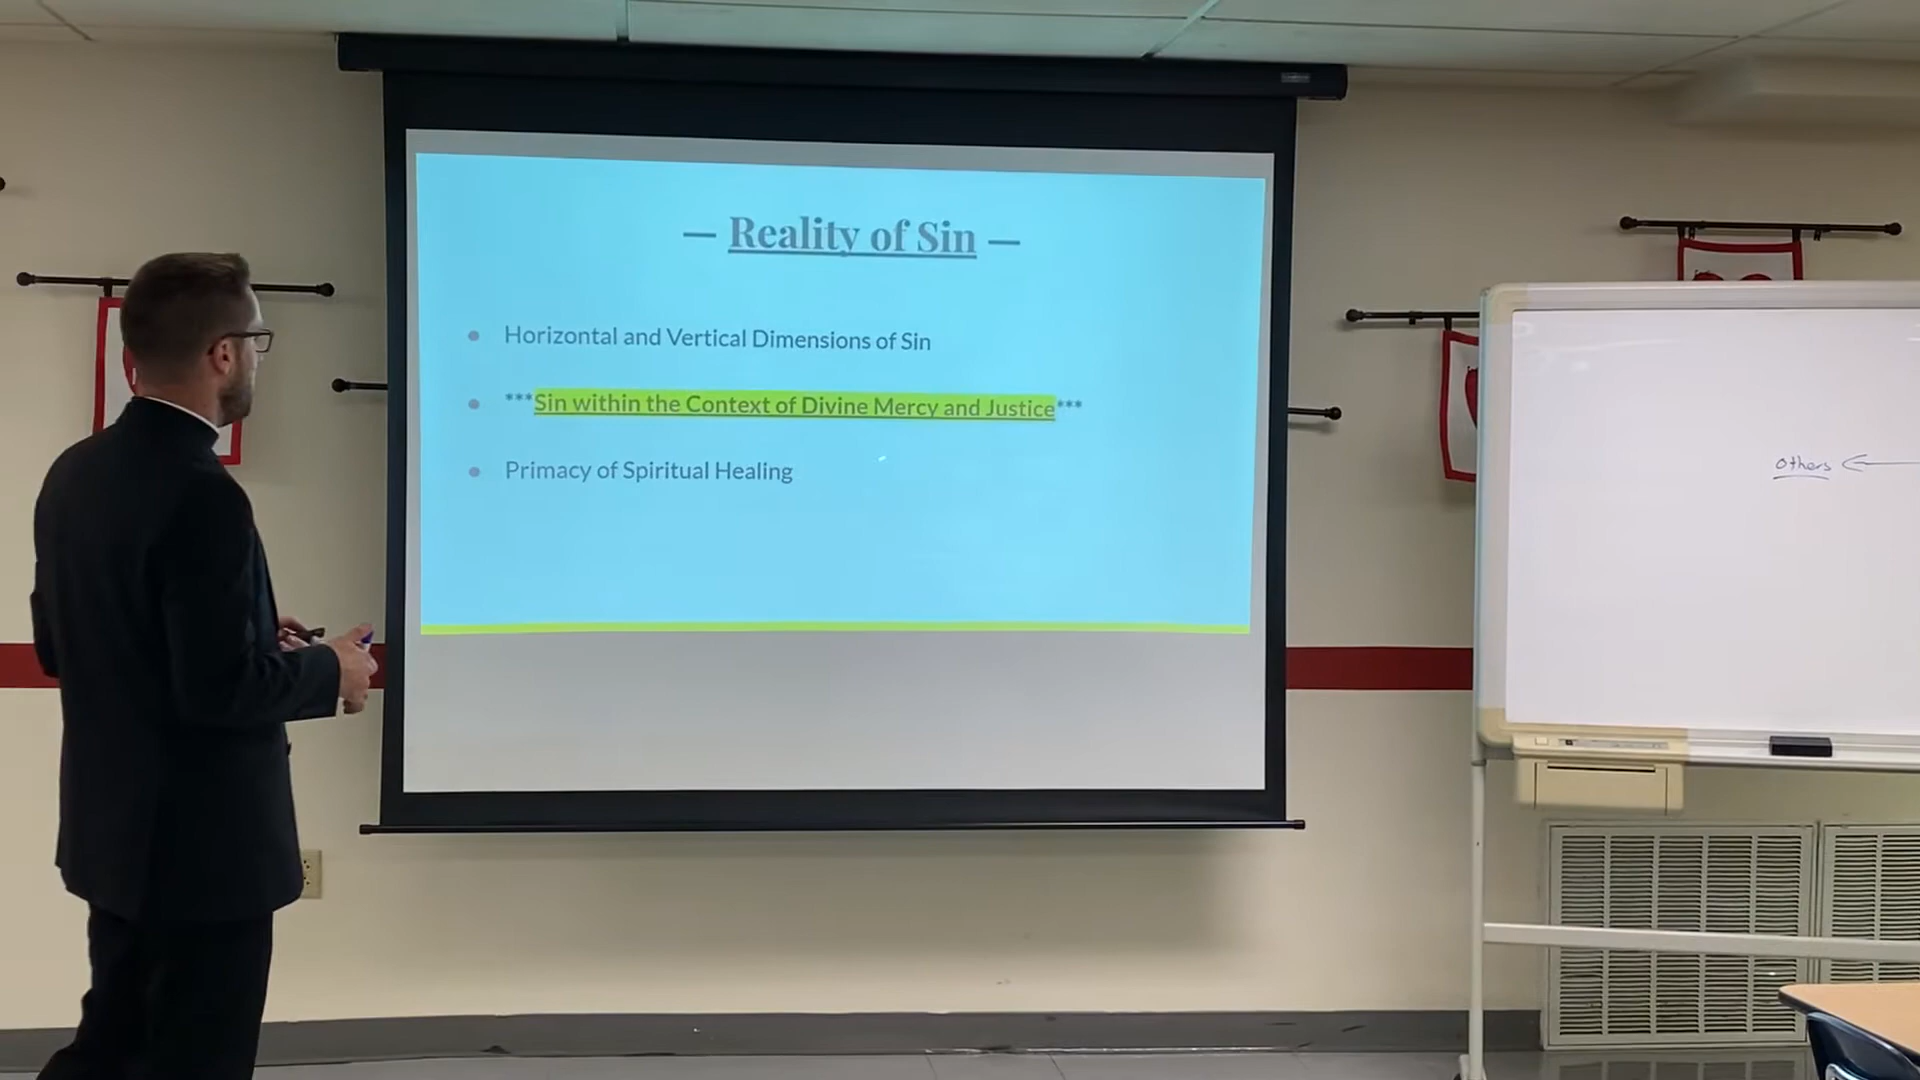 — Reality of Sin —
● Horizontal and Vertical Dimensions of Sin
● ***Sin within the Context of Divine Mercy and Justice***
● Primacy of Spiritual Healing
Others ←